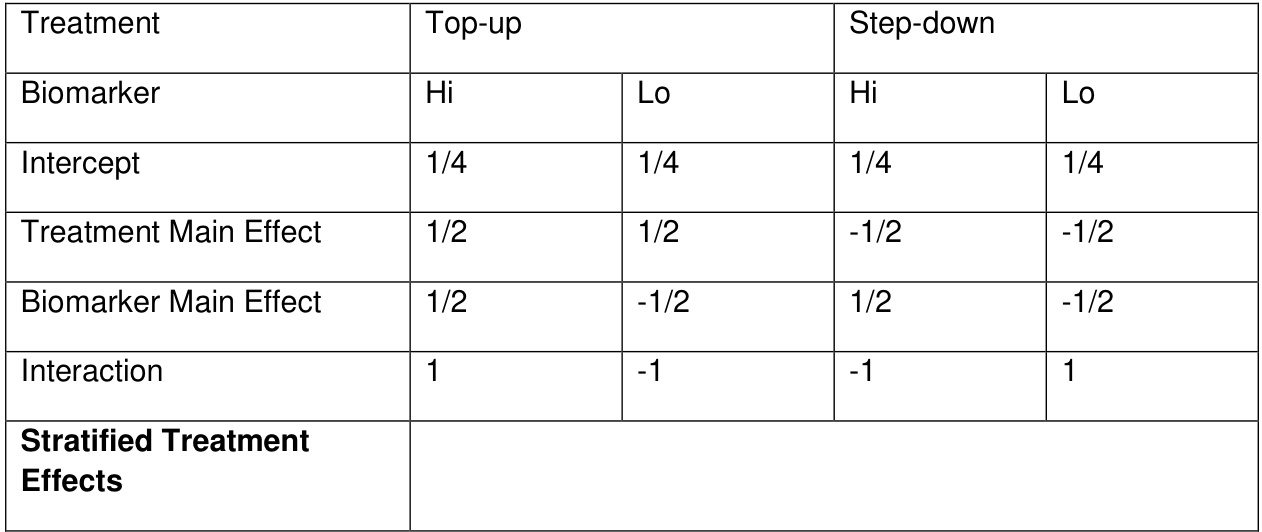 Treatment Top-up Step-down
Biomarker Hi Lo Hi Lo
Intercept 1/4 1/4 1/4 1/4
Treatment Main Effect 1/2 1/2 -1/2 -1/2
Biomarker Main Effect 1/2 -1/2 1/2 -1/2
Interaction 1 -1 -1 1
Stratified Treatment
Effects